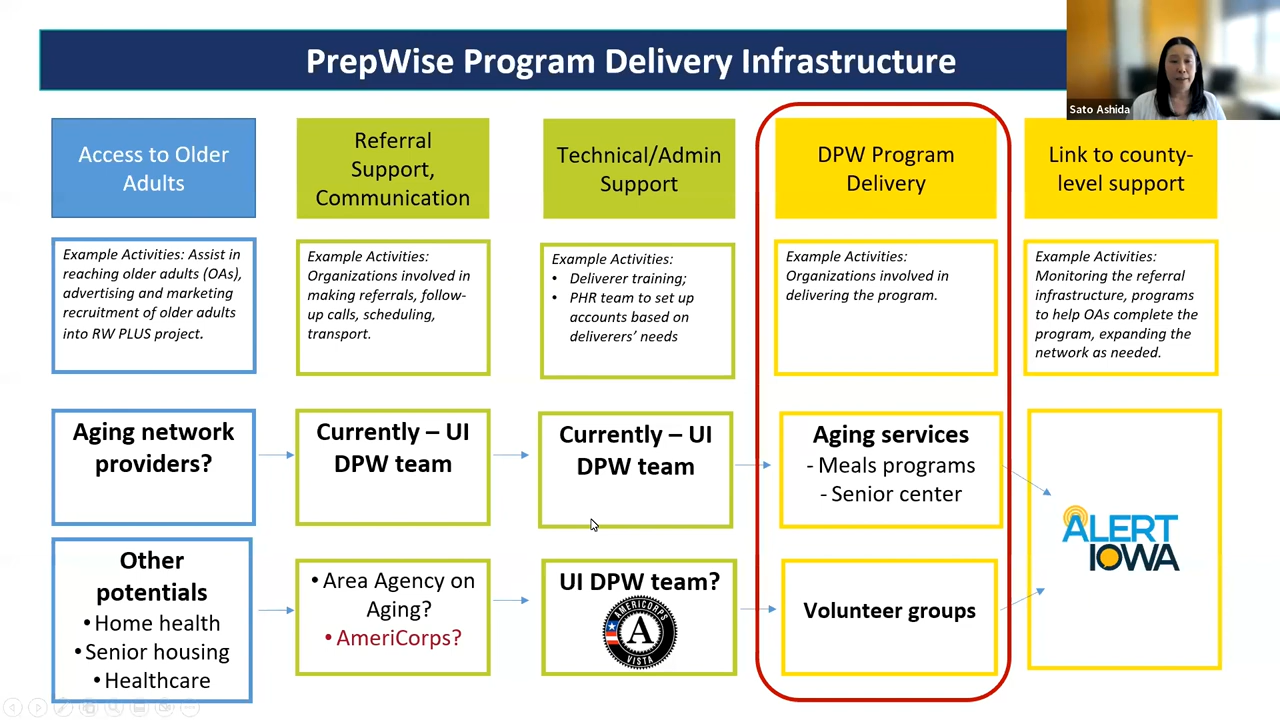 PrepWise Program Delivery Infrastructure
Sato Ashida
Access to Older
Adults
Referral
Support,
Communication
Technical/Admin
Support
DPW Program
Delivery
Link to county-
level support
Example Activities: Assist in
reaching older adults (OAs),
advertising and marketing
recruitment of older adults
into RW PLUS project.
Example Activities:
Organizations involved in
making referrals, follow-
up calls, scheduling,
transport.
Example Activities:
• Deliverer training;
• PHR team to set up
accounts based on
deliverers' needs
Example Activities:
Organizations involved in
delivering the program.
Example Activities:
Monitoring the referral
infrastructure, programs
to help OAs complete the
program, expanding the
network as needed.
Aging network
providers?
Currently – UI
DPW team
Currently – UI
DPW team
Aging services
- Meals programs
- Senior center
ALERT
IOWA
Other
potentials
• Home health
• Senior housing
• Healthcare
• Area Agency on
Aging?
• AmeriCorps?
UI DPW team?
AMERICORPS
A
VISTA
Volunteer groups